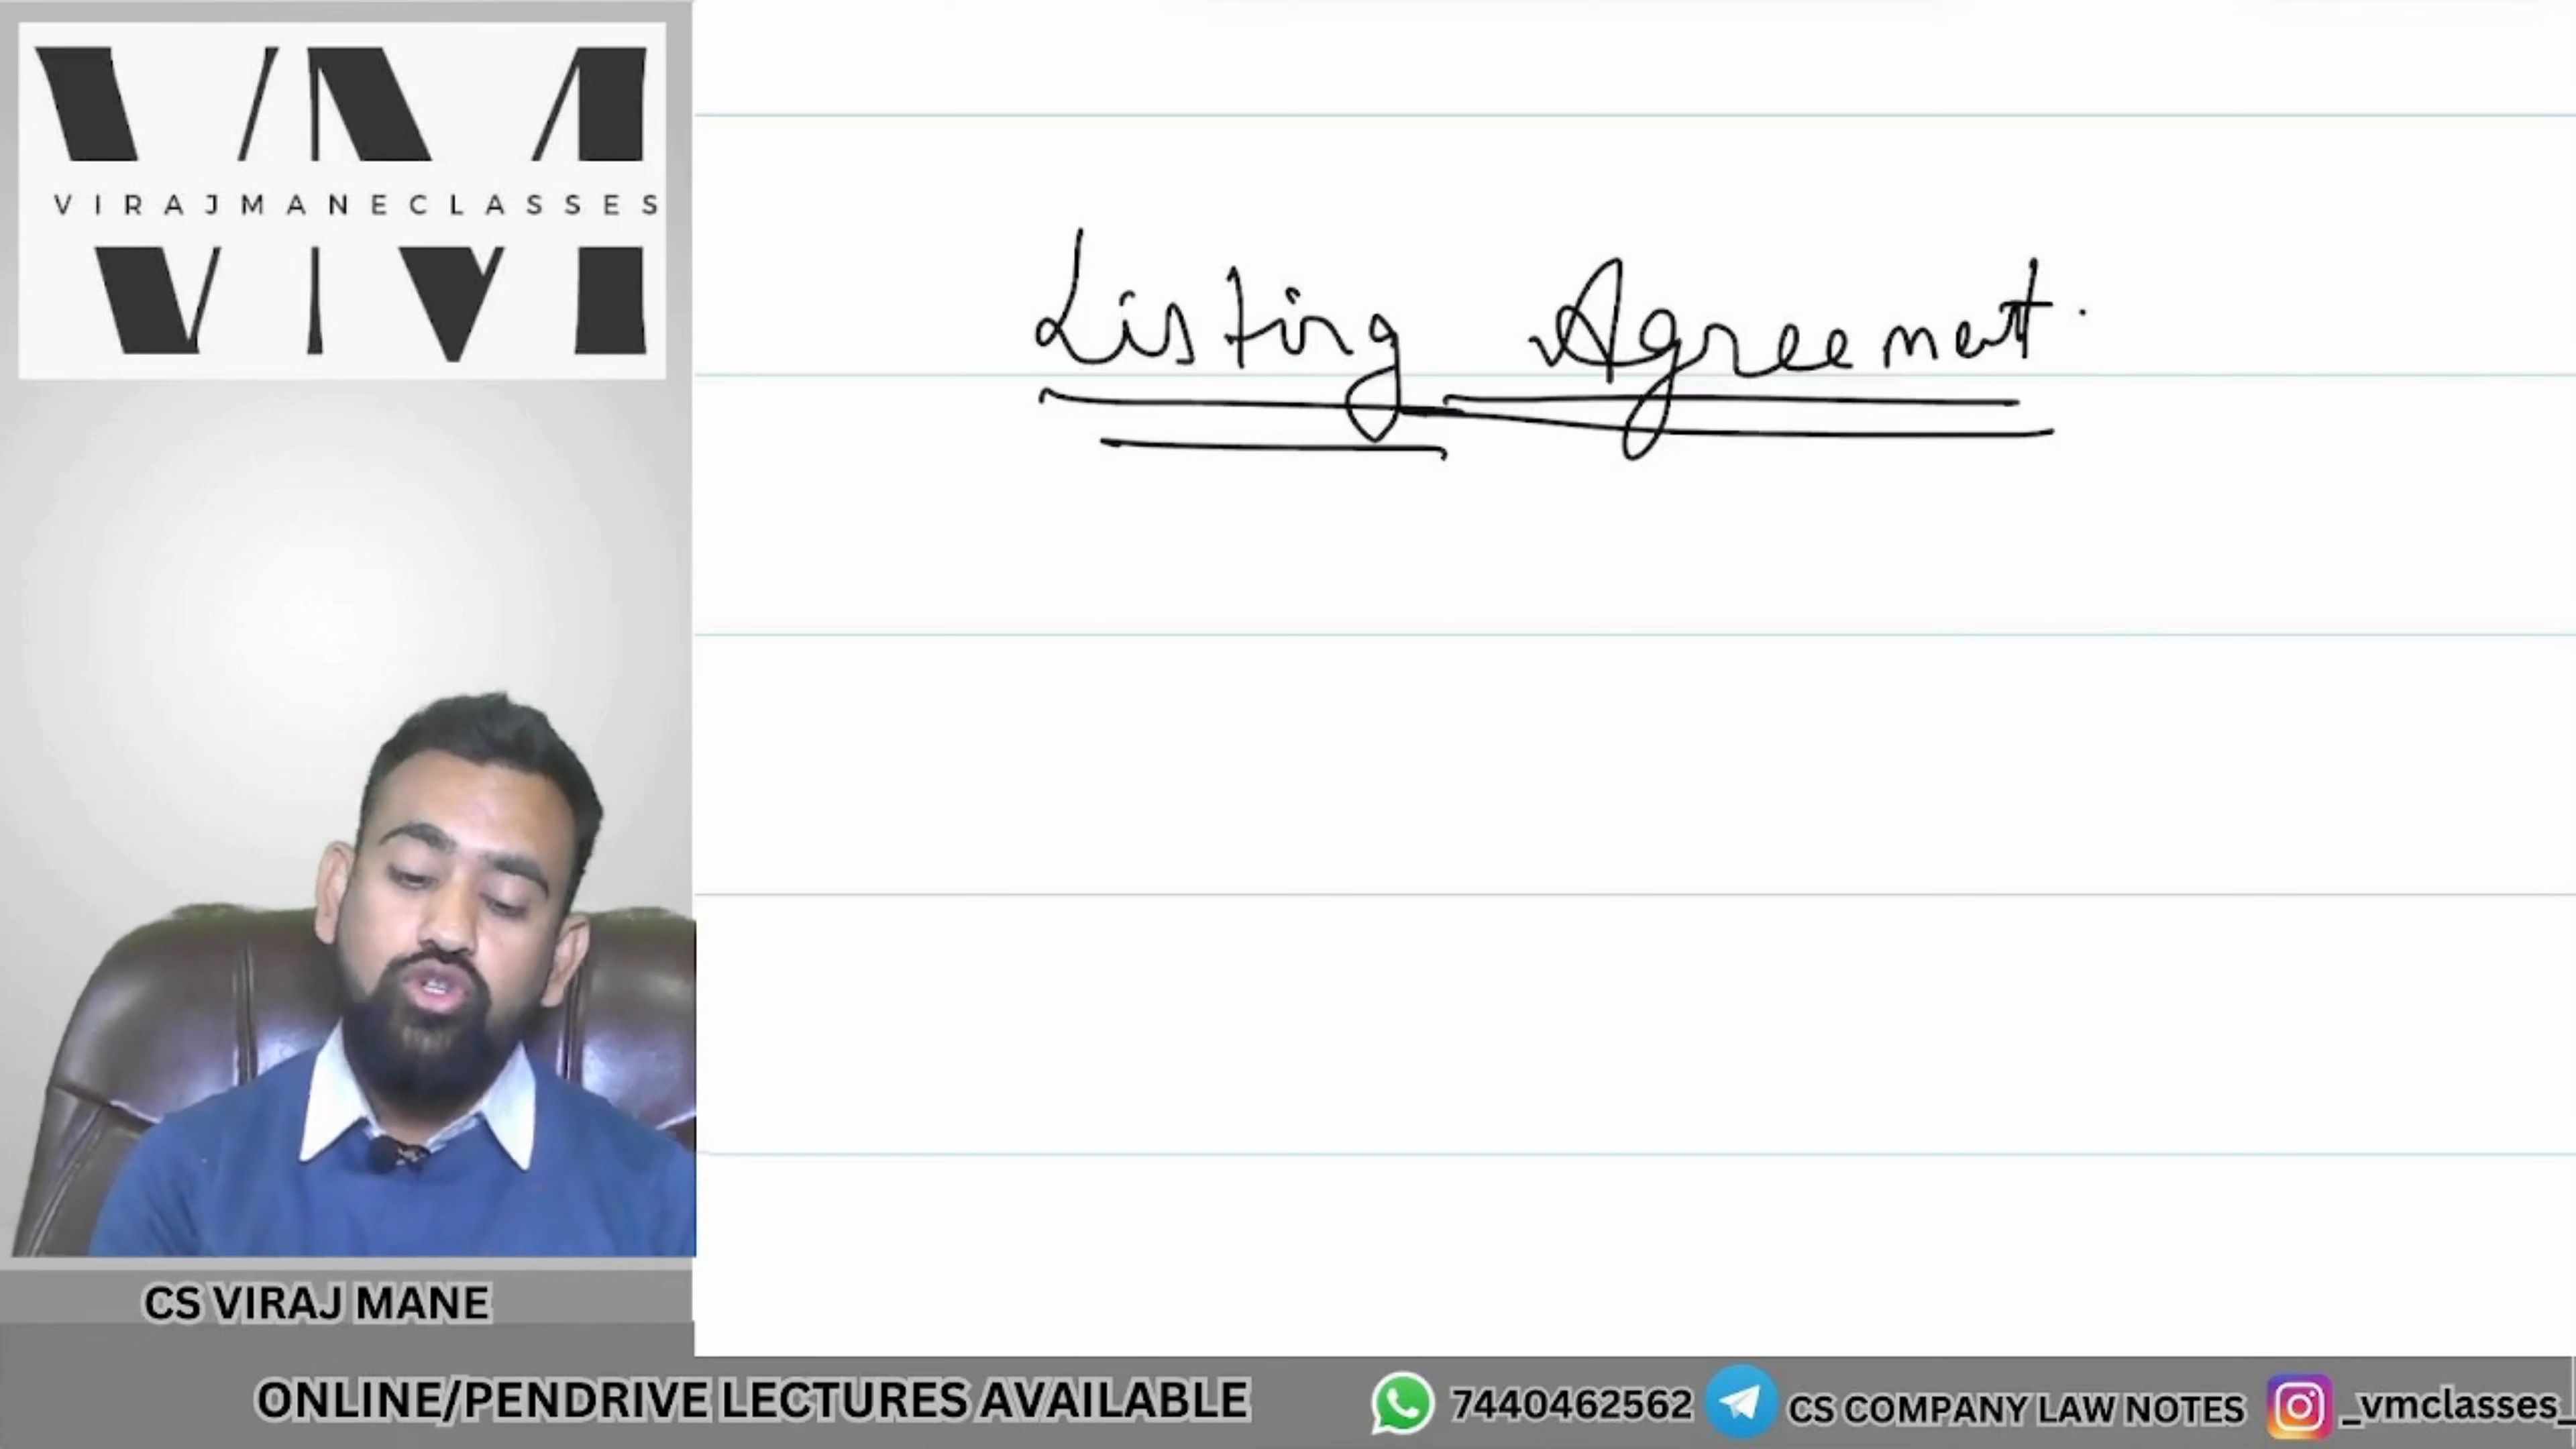 VIRAJMANECLASSES
Listing Agreement.
CS VIRAJ MANE
ONLINE/PENDRIVE LECTURES AVAILABLE
7440462562
CS COMPANY LAW NOTES
_vmclasses_